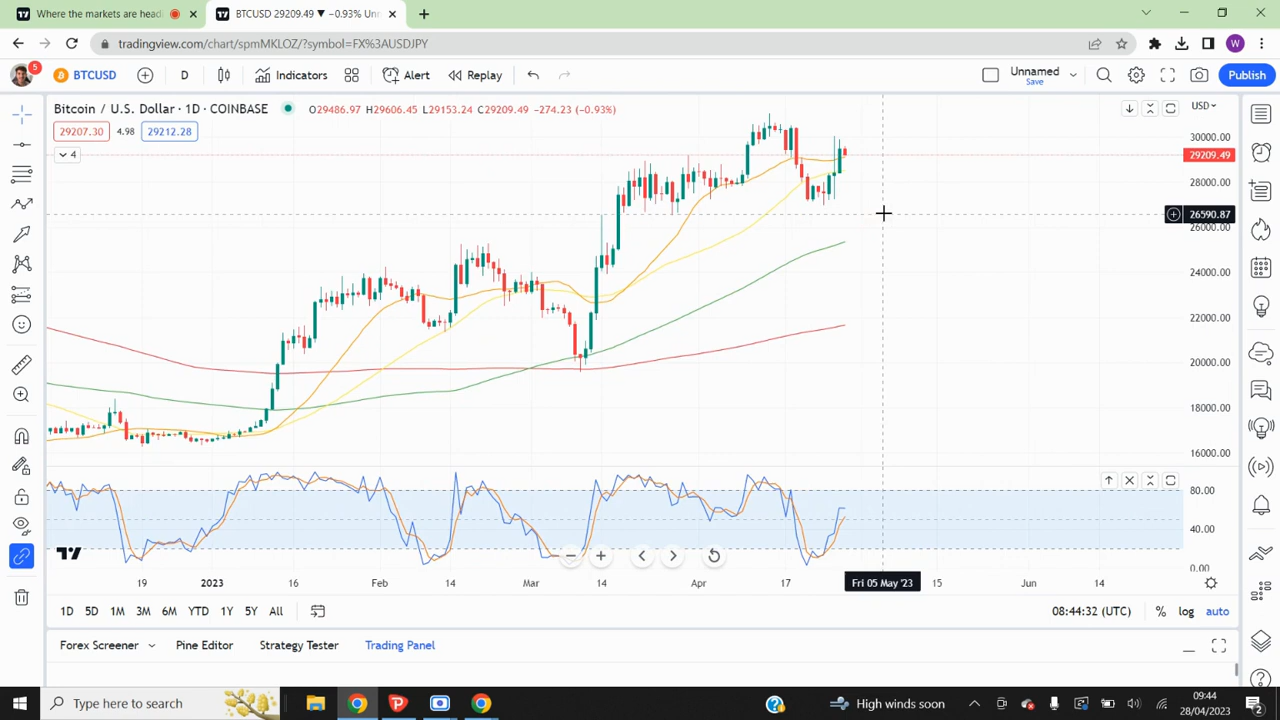 Where the markets are headi
BTCUSD 29209.49 ▼ −0.93% Unn
tradingview.com/chart/spmMKLOZ/?symbol=FX%3AUSDJPY
W
5
BTCUSD
D
Indicators
Alert
Replay
Unnamed
Save
Publish
Bitcoin / U.S. Dollar · 1D · COINBASE
O29486.97 H29606.45 L29153.24 C29209.49 −274.23 (−0.93%)
USD
29207.30
4.98
29212.28
4
30000.00
29209.49
28000.00
26590.87
26000.00
24000.00
22000.00
20000.00
18000.00
16000.00
80.00
40.00
0.00
19
2023
16
Feb
14
Mar
14
Apr
17
Fri 05 May '23
15
Jun
14
1D
5D
1M
3M
6M
YTD
1Y
5Y
All
08:44:32 (UTC)
%
log
auto
Forex Screener
Pine Editor
Strategy Tester
Trading Panel
Type here to search
High winds soon
09:44
28/04/2023
2